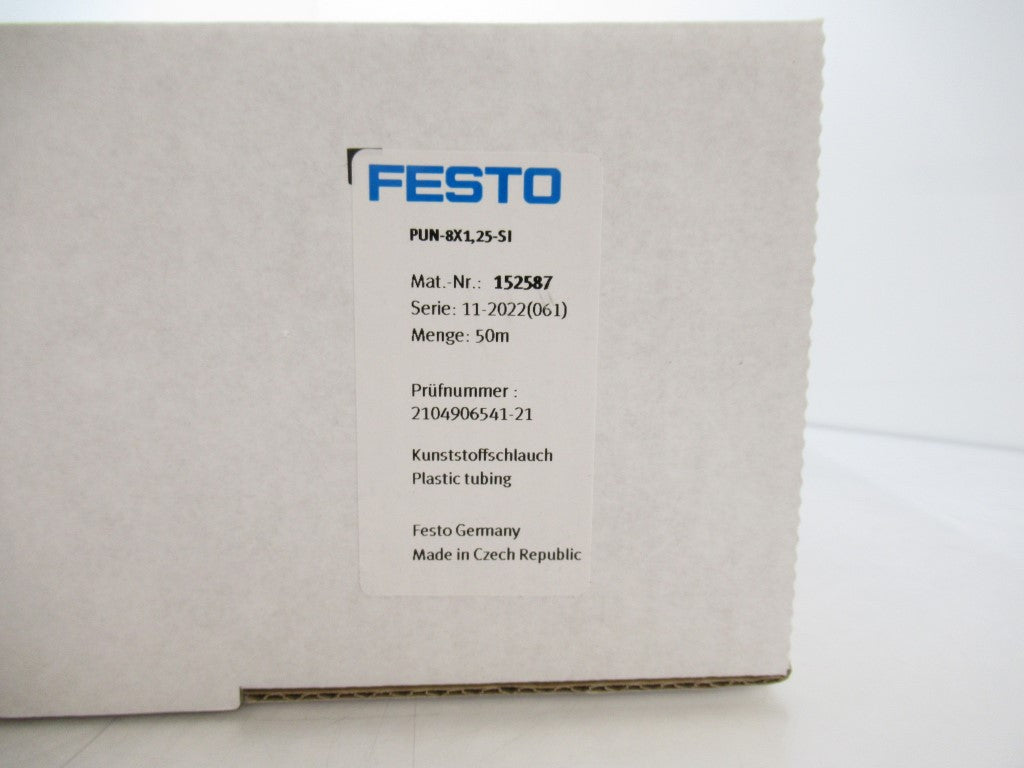 FESTO
PUN-8X1,25-SI
Mat.-Nr.: 152587
Serie: 11-2022(061)
Menge: 50m
Prüfnummer :
2104906541-21
Kunststoffschlauch
Plastic tubing
Festo Germany
Made in Czech Republic